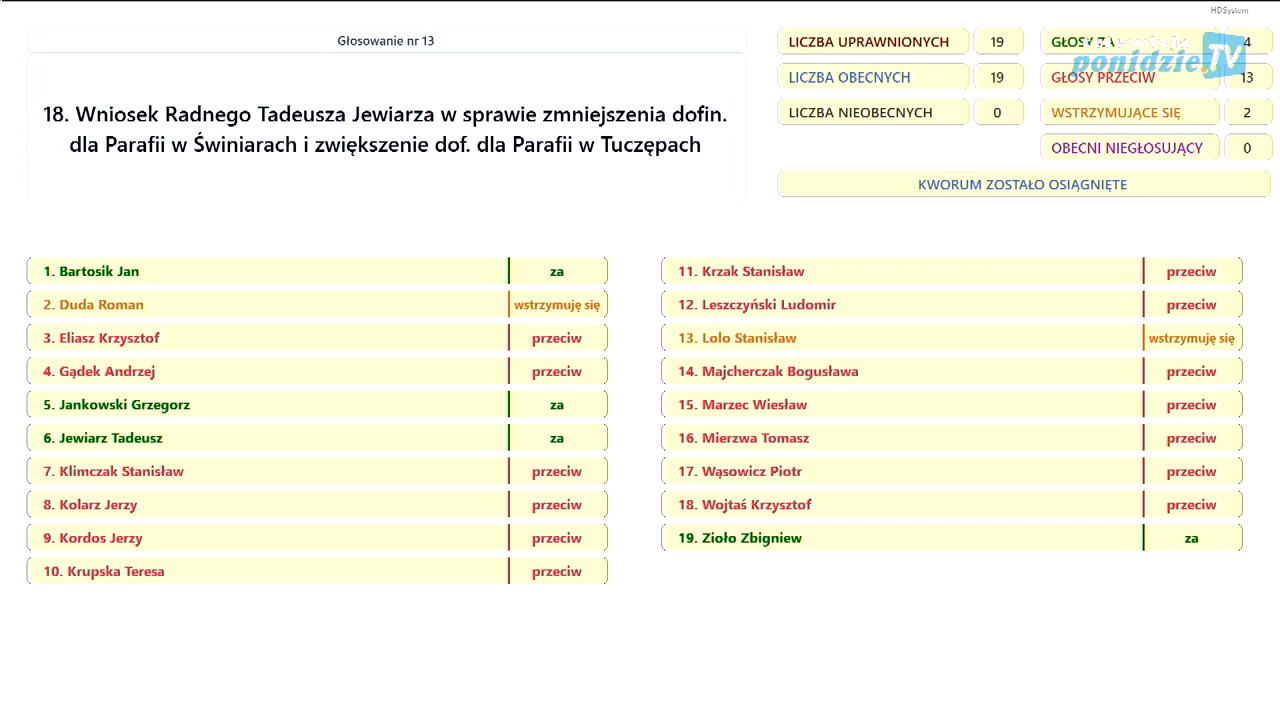 HDSystem
Głosowanie nr 13
18. Wniosek Radnego Tadeusza Jewiarza w sprawie zmniejszenia dofin.
dla Parafii w Świniarach i zwiększenie dof. dla Parafii w Tuczępach
LICZBA UPRAWNIONYCH 19
LICZBA OBECNYCH 19
LICZBA NIEOBECNYCH 0
GŁOSY ZA 4
GŁOSY PRZECIW 13
WSTRZYMUJĄCE SIĘ 2
OBECNI NIEGŁOSUJĄCY 0
ponidzie.TV
KWORUM ZOSTAŁO OSIĄGNIĘTE
1. Bartosik Jan za
2. Duda Roman wstrzymuję się
3. Eliasz Krzysztof przeciw
4. Gądek Andrzej przeciw
5. Jankowski Grzegorz za
6. Jewiarz Tadeusz za
7. Klimczak Stanisław przeciw
8. Kolarz Jerzy przeciw
9. Kordos Jerzy przeciw
10. Krupska Teresa przeciw
11. Krzak Stanisław przeciw
12. Leszczyński Ludomir przeciw
13. Lolo Stanisław wstrzymuję się
14. Majcherczak Bogusława przeciw
15. Marzec Wiesław przeciw
16. Mierzwa Tomasz przeciw
17. Wąsowicz Piotr przeciw
18. Wojtaś Krzysztof przeciw
19. Zioło Zbigniew za